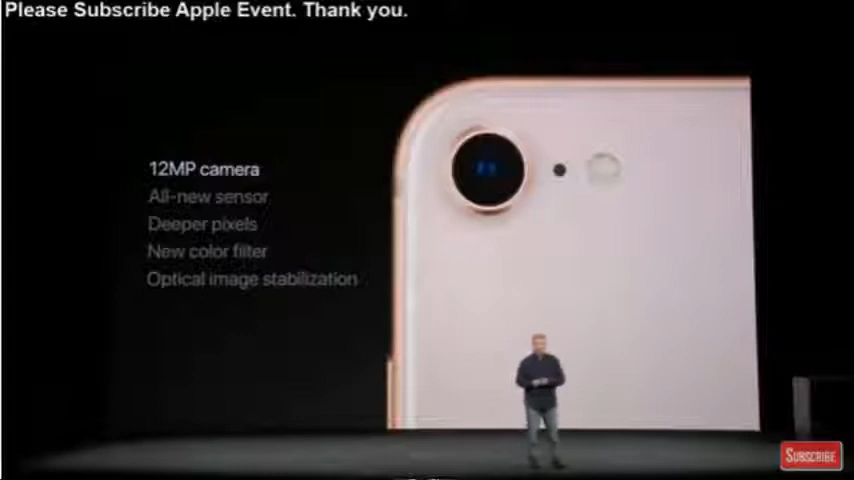 Please Subscribe Apple Event. Thank you.
12MP camera
All-new sensor
Deeper pixels
New color filter
Optical image stabilization
SUBSCRIBE